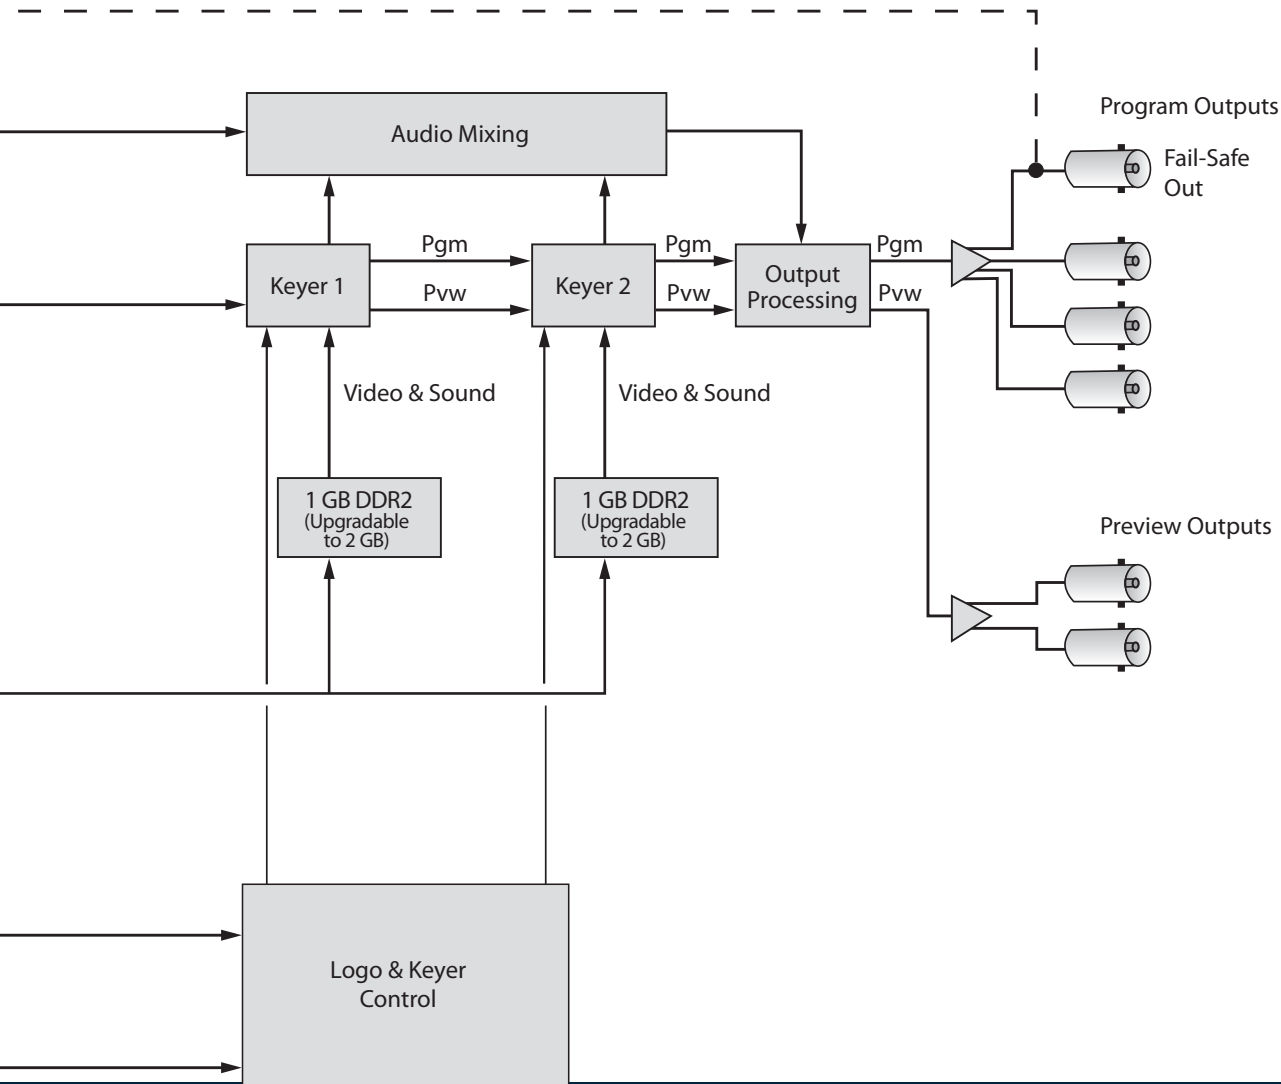 Program Outputs
Audio Mixing
Fail-Safe
Out
Pgm
Pgm
Pgm
Keyer 1
Keyer 2
Output
Processing
Pvw
Pvw
Pvw
Video & Sound
Video & Sound
1 GB DDR2
(Upgradable
to 2 GB)
1 GB DDR2
(Upgradable
to 2 GB)
Preview Outputs
Logo & Keyer
Control